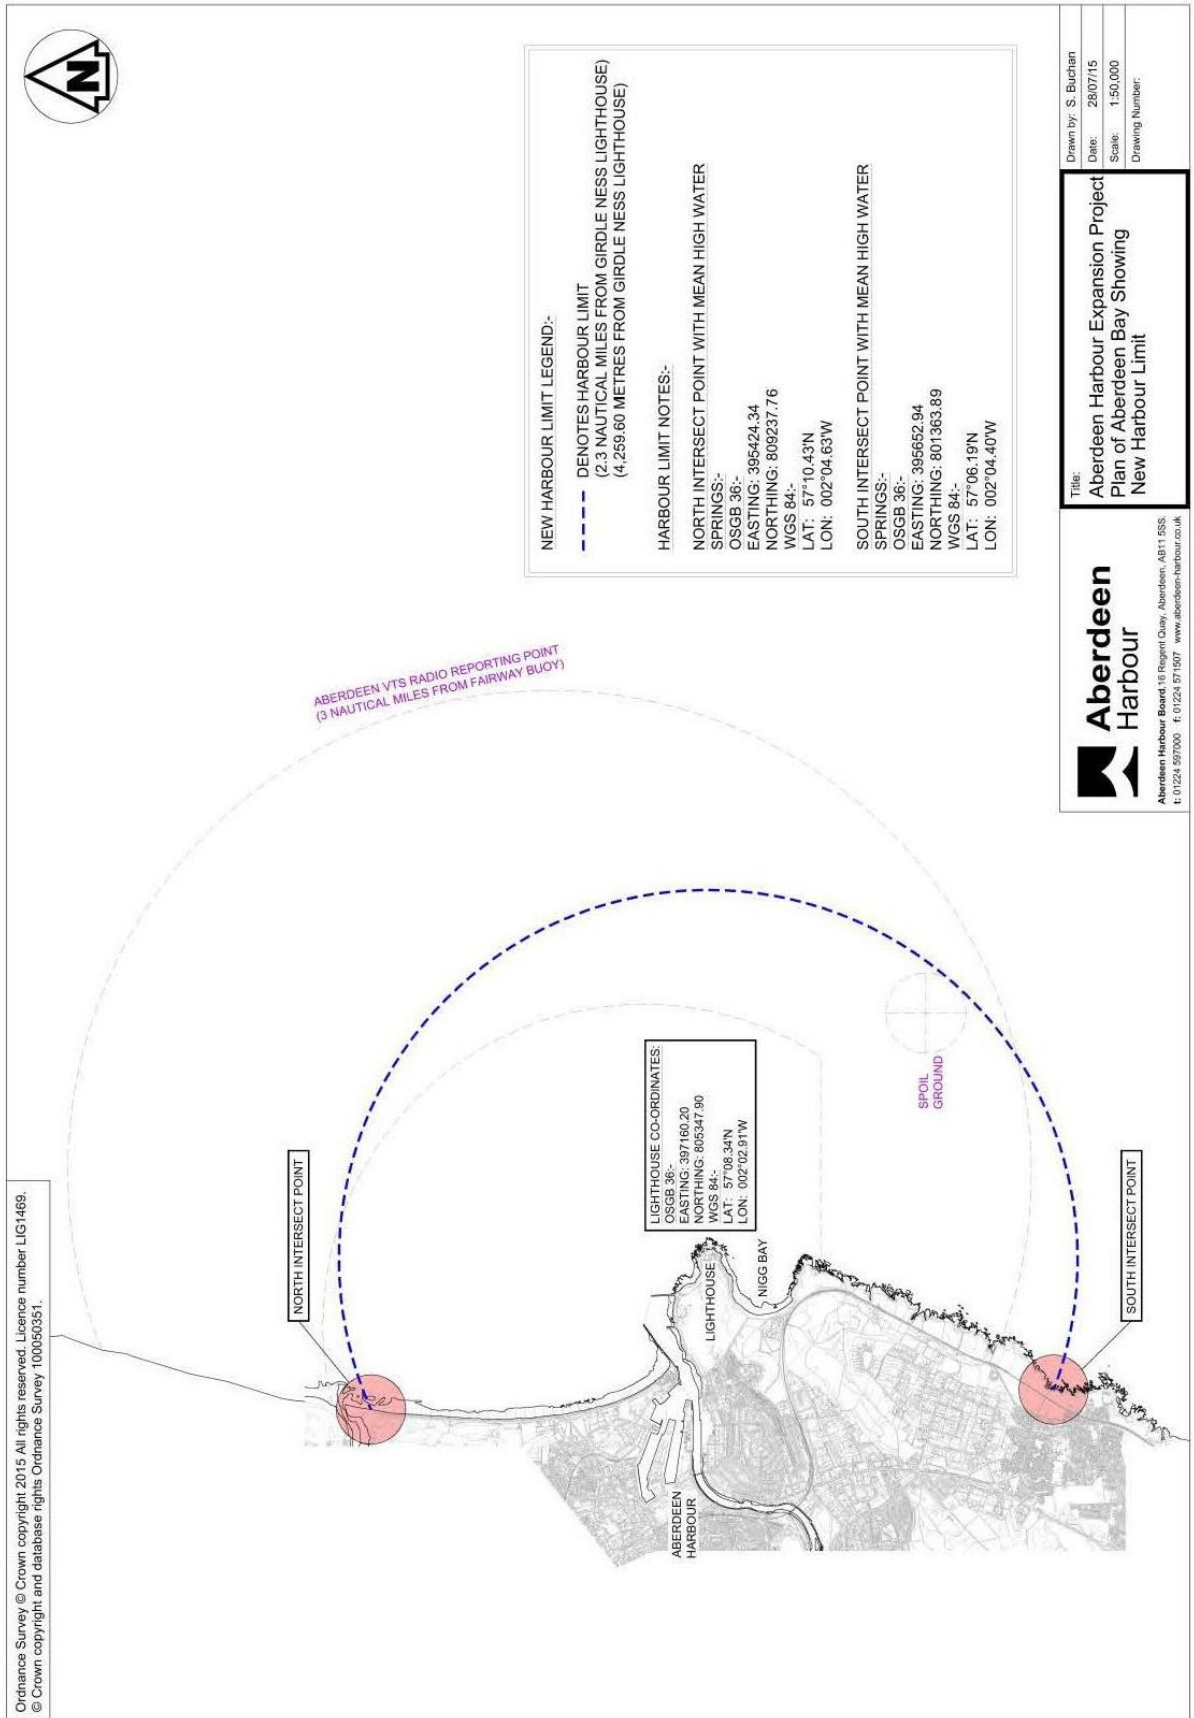 Ordnance Survey © Crown copyright 2015 All rights reserved. Licence number LIG1469.
© Crown copyright and database rights Ordnance Survey 100050351.
N
NORTH INTERSECT POINT
ABERDEEN VTS RADIO REPORTING POINT
(3 NAUTICAL MILES FROM FAIRWAY BUOY)
NEW HARBOUR LIMIT LEGEND:-
DENOTES HARBOUR LIMIT
(2.3 NAUTICAL MILES FROM GIRDLE NESS LIGHTHOUSE)
(4,259.60 METRES FROM GIRDLE NESS LIGHTHOUSE)
HARBOUR LIMIT NOTES:-
NORTH INTERSECT POINT WITH MEAN HIGH WATER
SPRINGS:-
OSGB 36:-
EASTING: 395424.34
NORTHING: 809237.76
WGS 84:-
LAT: 57°10.43'N
LON: 002°04.63'W
SOUTH INTERSECT POINT WITH MEAN HIGH WATER
SPRINGS:-
OSGB 36:-
EASTING: 395652.94
NORTHING: 801363.89
WGS 84:-
LAT: 57°06.19'N
LON: 002°04.40'W
LIGHTHOUSE CO-ORDINATES:
OSGB 36:-
EASTING: 397160.20
NORTHING: 805347.90
WGS 84:-
LAT: 57°08.34'N
LON: 002°02.91'W
ABERDEEN
HARBOUR
LIGHTHOUSE
NIGG BAY
SPOIL
GROUND
SOUTH INTERSECT POINT
Aberdeen
Harbour
Aberdeen Harbour Board,16 Regent Quay, Aberdeen, AB11 5SS.
t: 01224 597000 f: 01224 571507 www.aberdeen-harbour.co.uk
Title:
Aberdeen Harbour Expansion Project
Plan of Aberdeen Bay Showing
New Harbour Limit
Drawn by: S. Buchan
Date: 28/07/15
Scale: 1:50,000
Drawing Number: